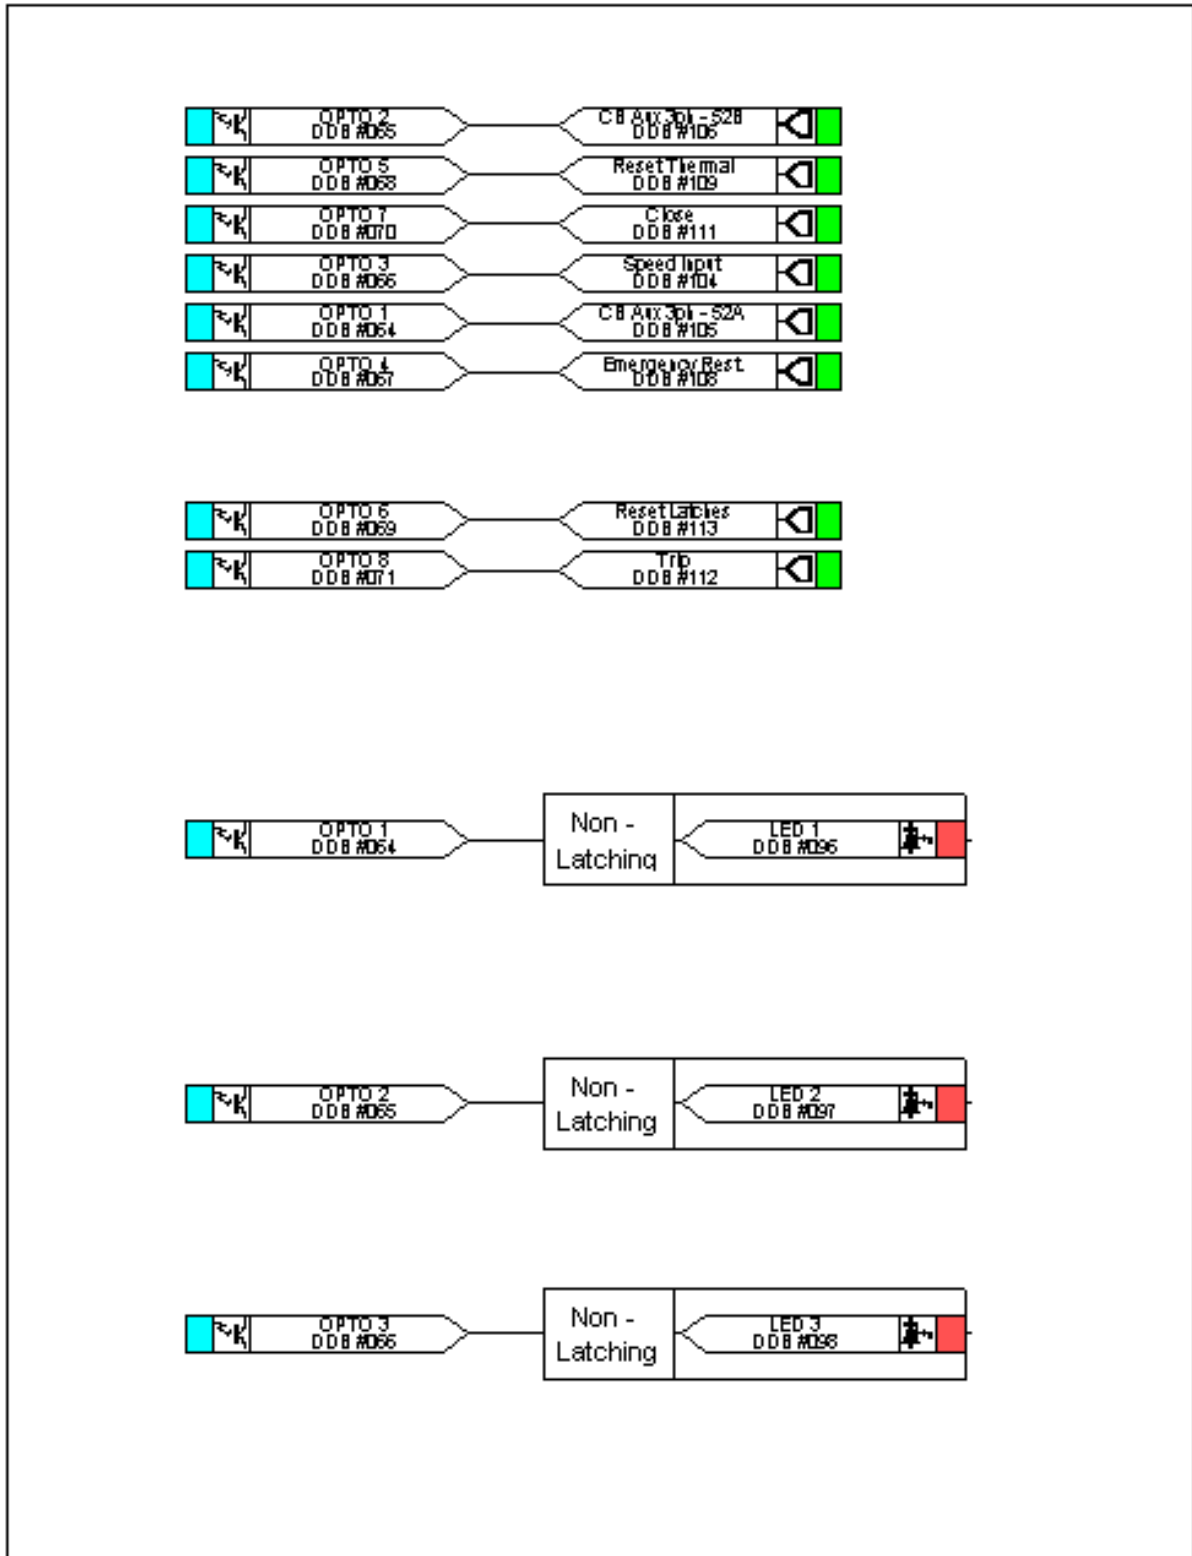 OPTO 2
DDB #065
CB Aux 3ph - 52B
DDB #106
OPTO 5
DDB #068
Reset Thermal
DDB #109
OPTO 7
DDB #070
Close
DDB #111
OPTO 3
DDB #066
Speed Input
DDB #104
OPTO 1
DDB #064
CB Aux 3ph - 52A
DDB #105
OPTO 4
DDB #067
Emergency Rest.
DDB #108
OPTO 6
DDB #069
Reset Latches
DDB #113
OPTO 8
DDB #071
Trip
DDB #112
OPTO 1
DDB #064
Non -
Latching
LED 1
DDB #096
OPTO 2
DDB #065
Non -
Latching
LED 2
DDB #097
OPTO 3
DDB #066
Non -
Latching
LED 3
DDB #098